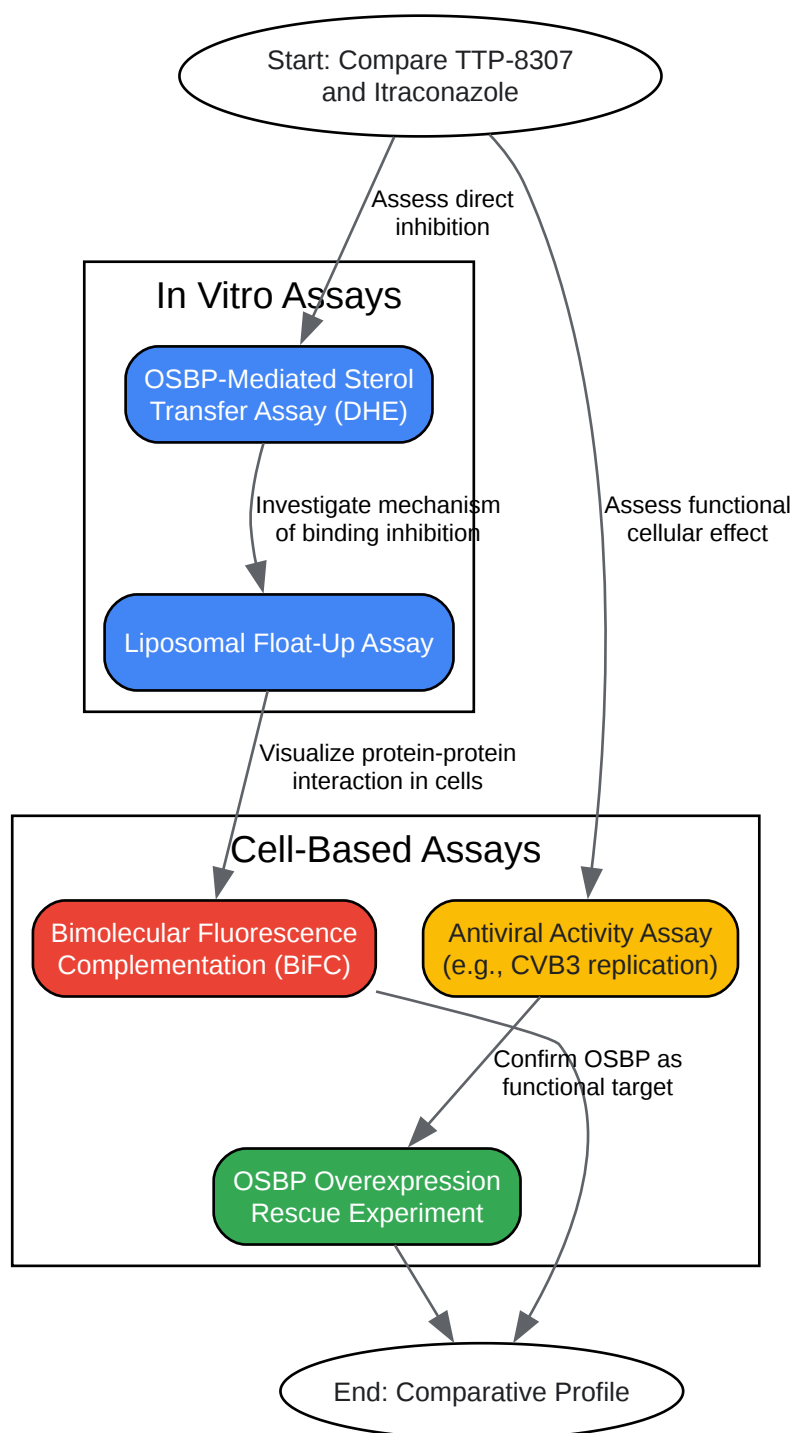 Start: Compare TTP-8307
and Itraconazole
Assess direct
inhibition
In Vitro Assays
OSBP-Mediated Sterol
Transfer Assay (DHE)
Investigate mechanism
of binding inhibition
Assess functional
cellular effect
Liposomal Float-Up Assay
Visualize protein-protein
interaction in cells
Cell-Based Assays
Bimolecular Fluorescence
Complementation (BiFC)
Antiviral Activity Assay
(e.g., CVB3 replication)
Confirm OSBP as
functional target
OSBP Overexpression
Rescue Experiment
End: Comparative Profile